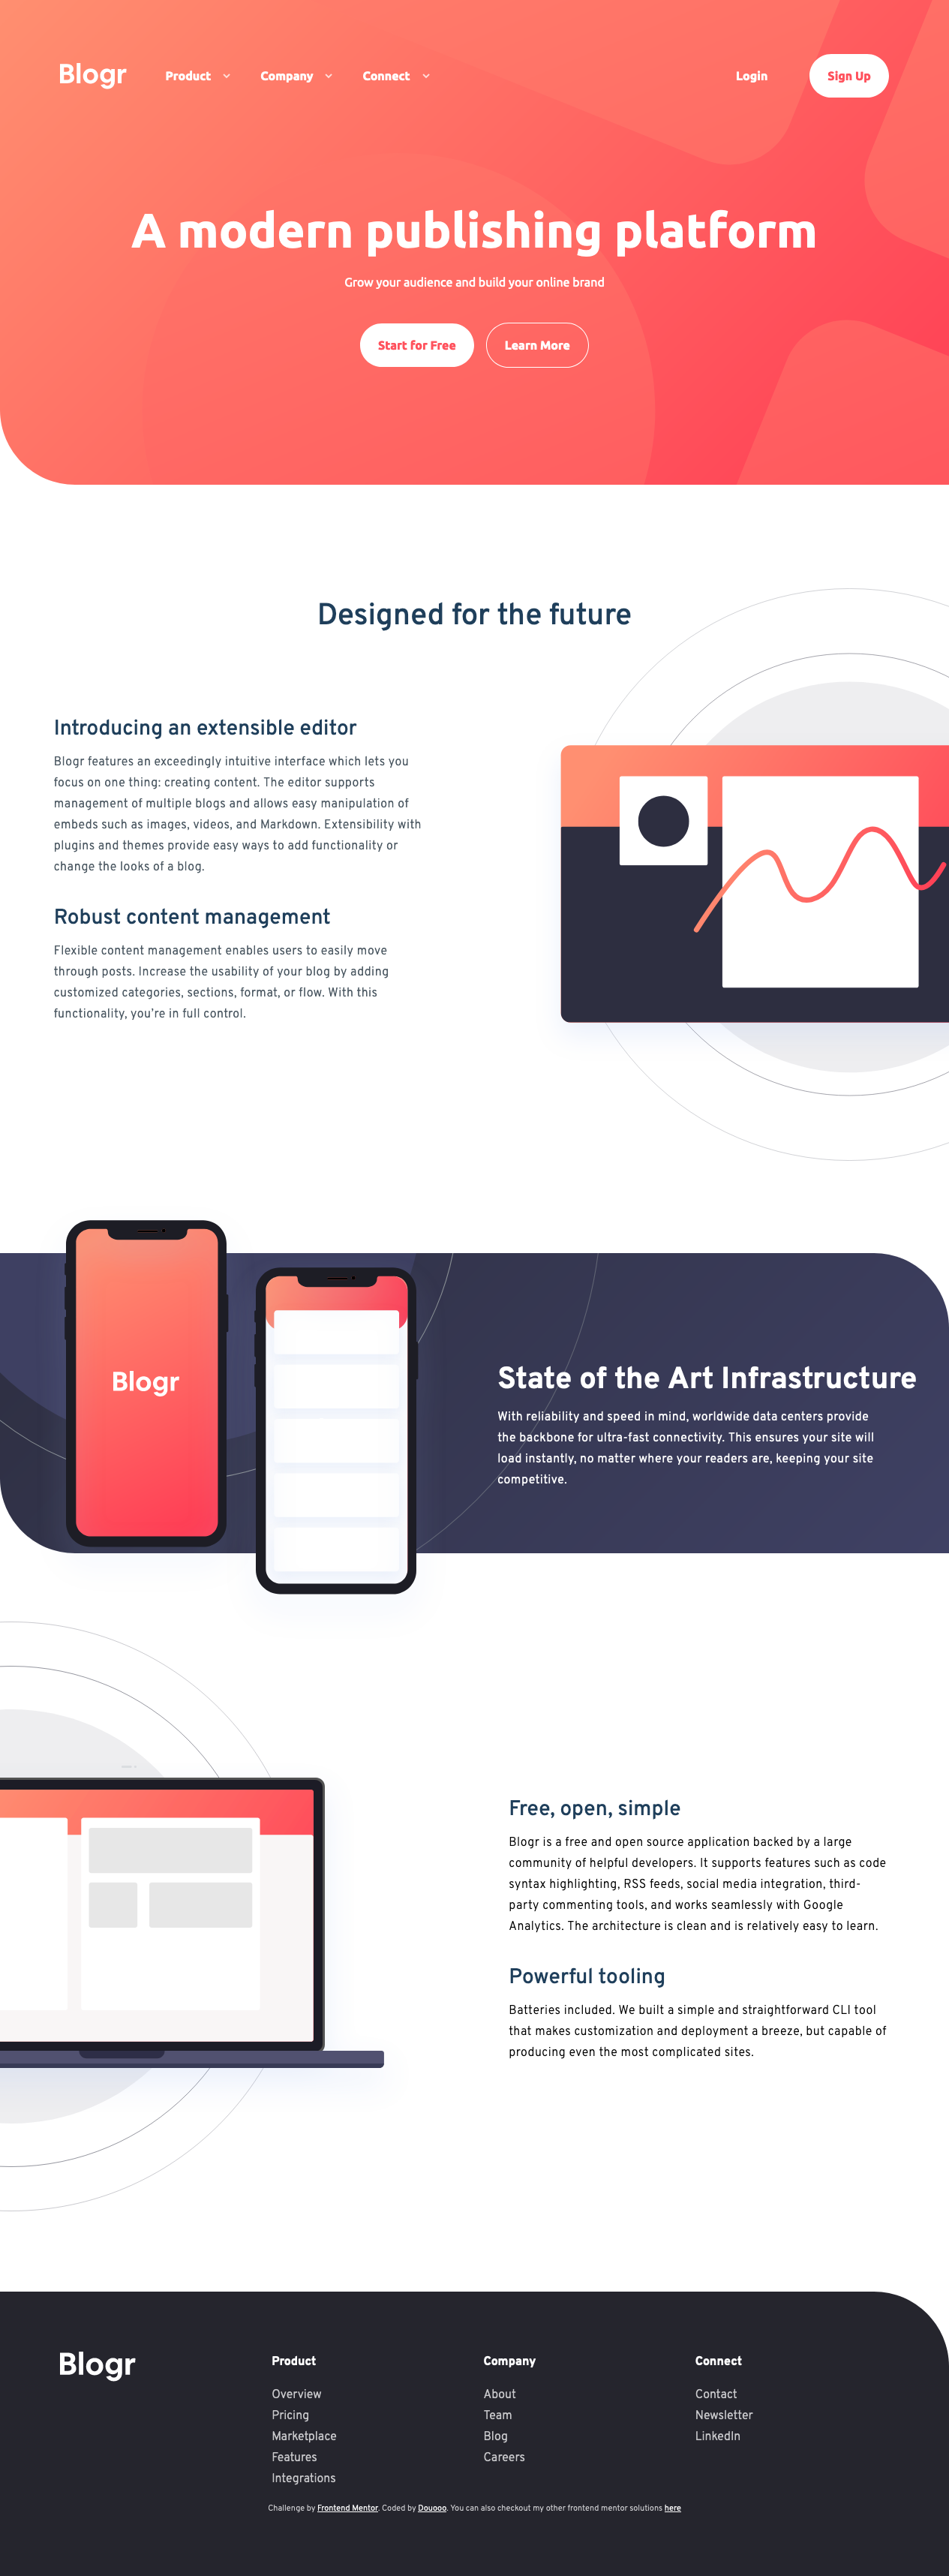 Blogr
Product
Company
Connect
Login
Sign Up
A modern publishing platform
Grow your audience and build your online brand
Start for Free
Learn More
Designed for the future
Introducing an extensible editor
Blogr features an exceedingly intuitive interface which lets you
focus on one thing: creating content. The editor supports
management of multiple blogs and allows easy manipulation of
embeds such as images, videos, and Markdown. Extensibility with
plugins and themes provide easy ways to add functionality or
change the looks of a blog.
Robust content management
Flexible content management enables users to easily move
through posts. Increase the usability of your blog by adding
customized categories, sections, format, or flow. With this
functionality, you're in full control.
Blogr
State of the Art Infrastructure
With reliability and speed in mind, worldwide data centers provide
the backbone for ultra-fast connectivity. This ensures your site will
load instantly, no matter where your readers are, keeping your site
competitive.
Free, open, simple
Blogr is a free and open source application backed by a large
community of helpful developers. It supports features such as code
syntax highlighting, RSS feeds, social media integration, third-
party commenting tools, and works seamlessly with Google
Analytics. The architecture is clean and is relatively easy to learn.
Powerful tooling
Batteries included. We built a simple and straightforward CLI tool
that makes customization and deployment a breeze, but capable of
producing even the most complicated sites.
Blogr
Product
Overview
Pricing
Marketplace
Features
Integrations
Company
About
Team
Blog
Careers
Connect
Contact
Newsletter
LinkedIn
Challenge by Frontend Mentor. Coded by Douooo. You can also checkout my other frontend mentor solutions here